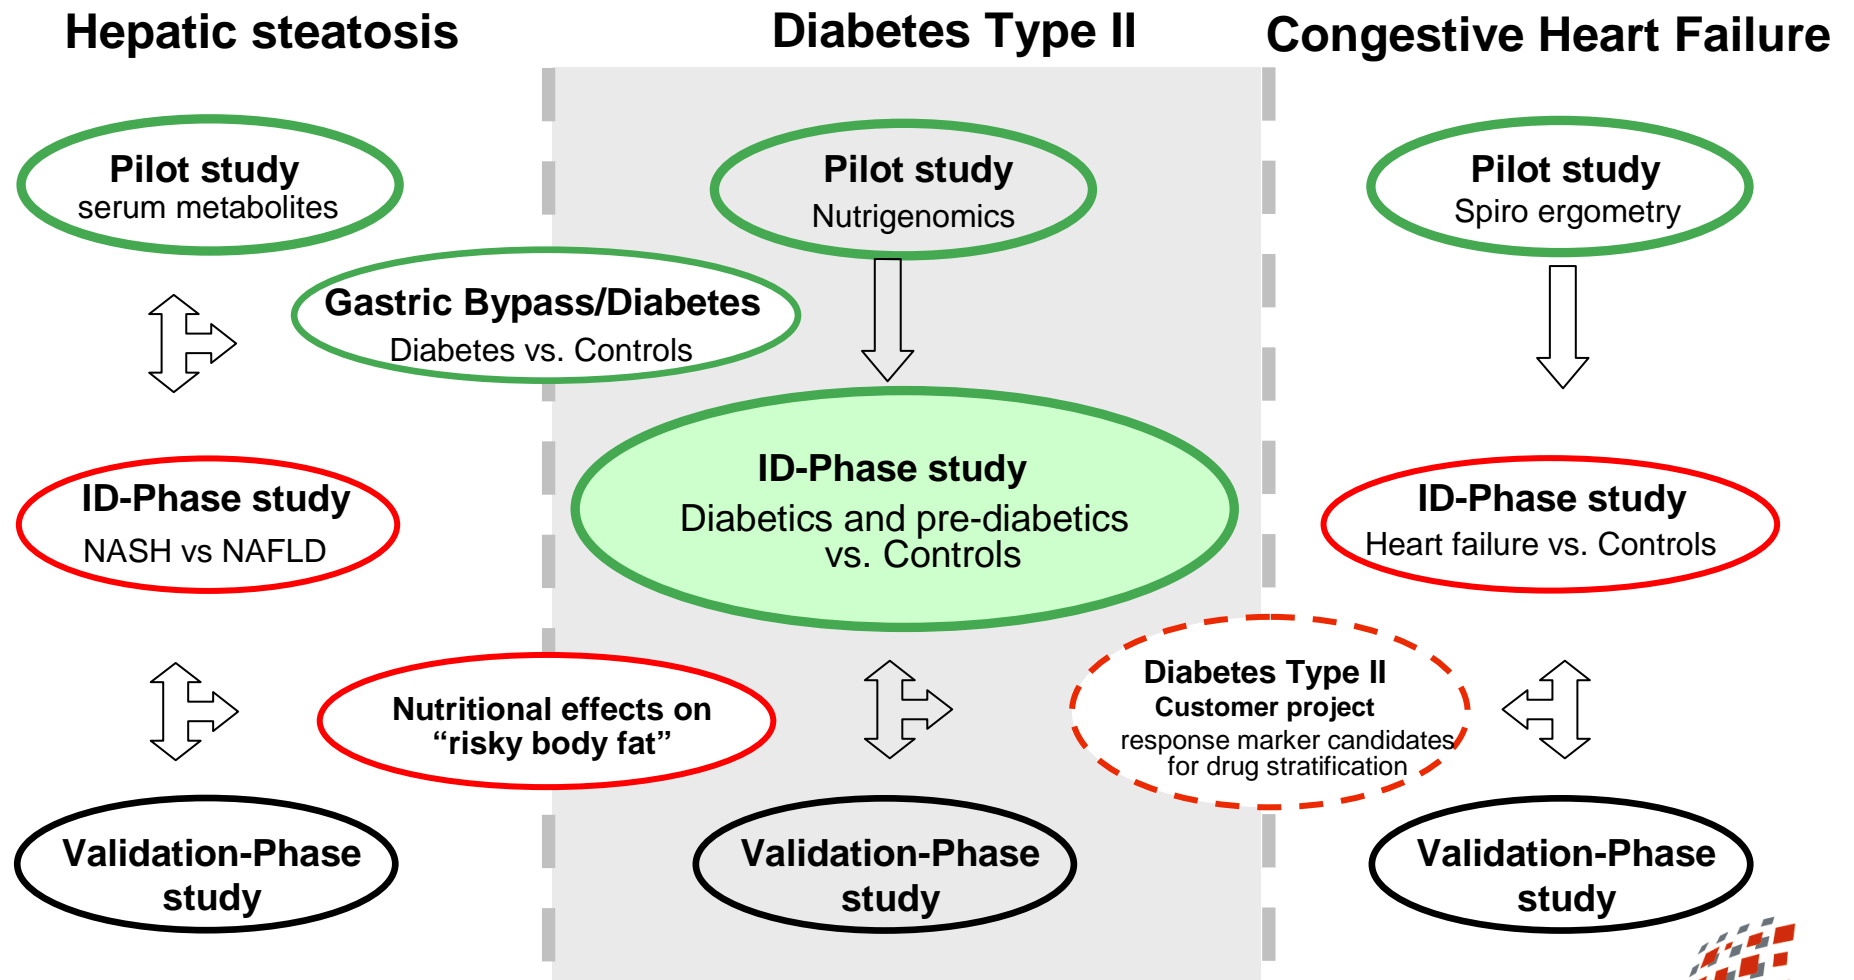 Hepatic steatosis
Diabetes Type II
Congestive Heart Failure
Pilot study
serum metabolites
Pilot study
Nutrigenomics
Pilot study
Spiro ergometry
Gastric Bypass/Diabetes
Diabetes vs. Controls
ID-Phase study
NASH vs NAFLD
ID-Phase study
Diabetics and pre-diabetics
vs. Controls
ID-Phase study
Heart failure vs. Controls
Nutritional effects on
“risky body fat”
Diabetes Type II
Customer project
response marker candidates
for drug stratification
Validation-Phase
study
Validation-Phase
study
Validation-Phase
study